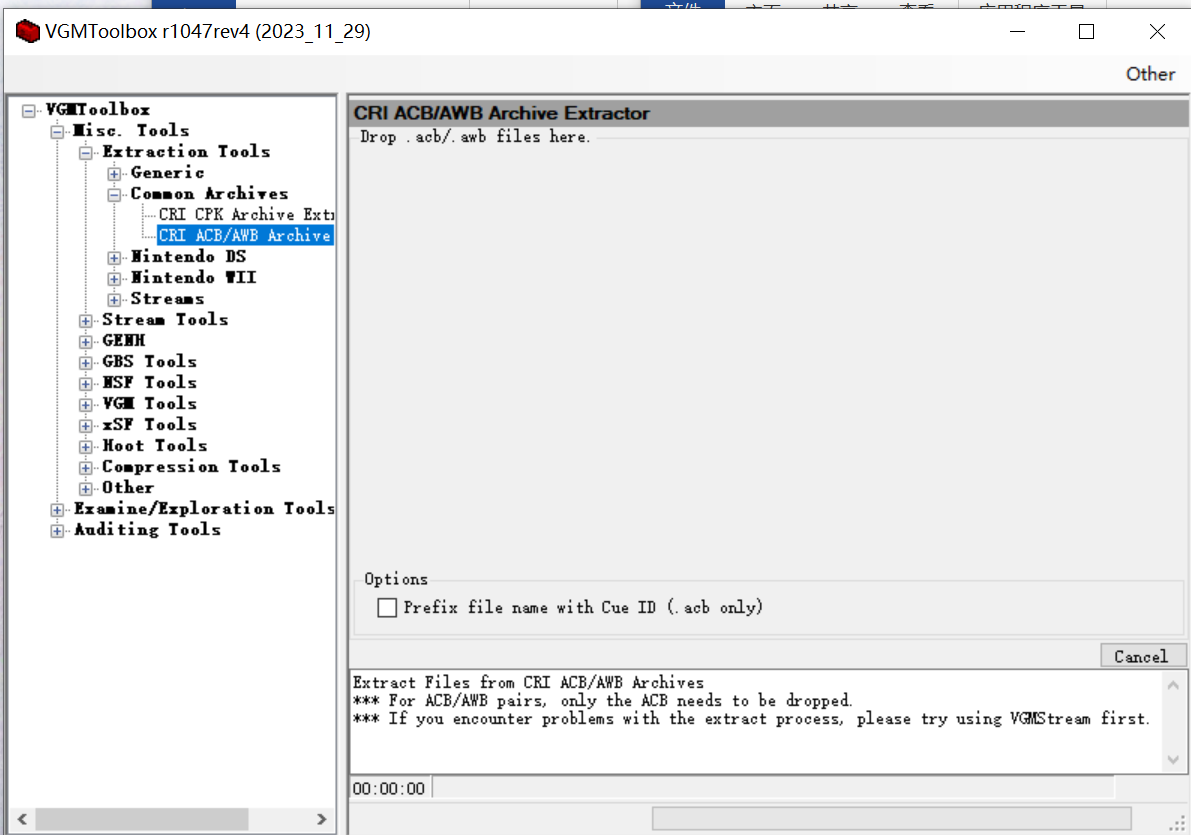 文件
VGMToolbox r1047rev4 (2023_11_29)
Other
VGMToolbox
Misc. Tools
Extraction Tools
Generic
Common Archives
CRI CPK Archive Extr
CRI ACB/AWB Archive
Nintendo DS
Nintendo WII
Streams
Stream Tools
GENH
GBS Tools
NSF Tools
VGM Tools
xSF Tools
Hoot Tools
Compression Tools
Other
Examine/Exploration Tools
Auditing Tools
CRI ACB/AWB Archive Extractor
Drop .acb/.awb files here.
Options
Prefix file name with Cue ID (.acb only)
Cancel
Extract Files from CRI ACB/AWB Archives
*** For ACB/AWB pairs, only the ACB needs to be dropped.
*** If you encounter problems with the extract process, please try using VGMStream first.
00:00:00